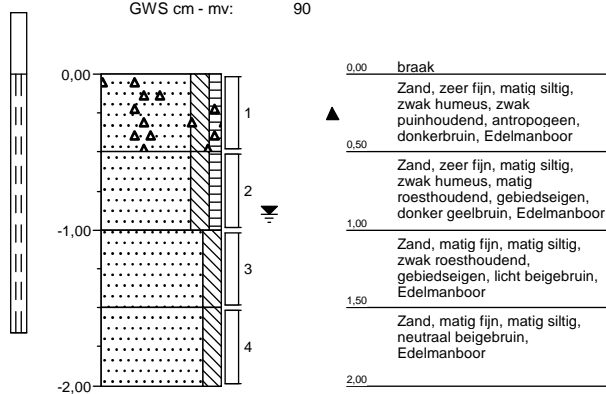 GWS cm - mv: 90
0,00
1
2
-1,00
3
4
-2,00
0,00 braak
Zand, zeer fijn, matig siltig,
zwak humeus, zwak
puinhoudend, antropogeen,
donkerbruin, Edelmanboor
0,50
Zand, zeer fijn, matig siltig,
zwak humeus, matig
roesthoudend, gebiedseigen,
donker geelbruin, Edelmanboor
1,00
Zand, matig fijn, matig siltig,
zwak roesthoudend,
gebiedseigen, licht beigebruin,
Edelmanboor
1,50
Zand, matig fijn, matig siltig,
neutraal beigebruin,
Edelmanboor
2,00